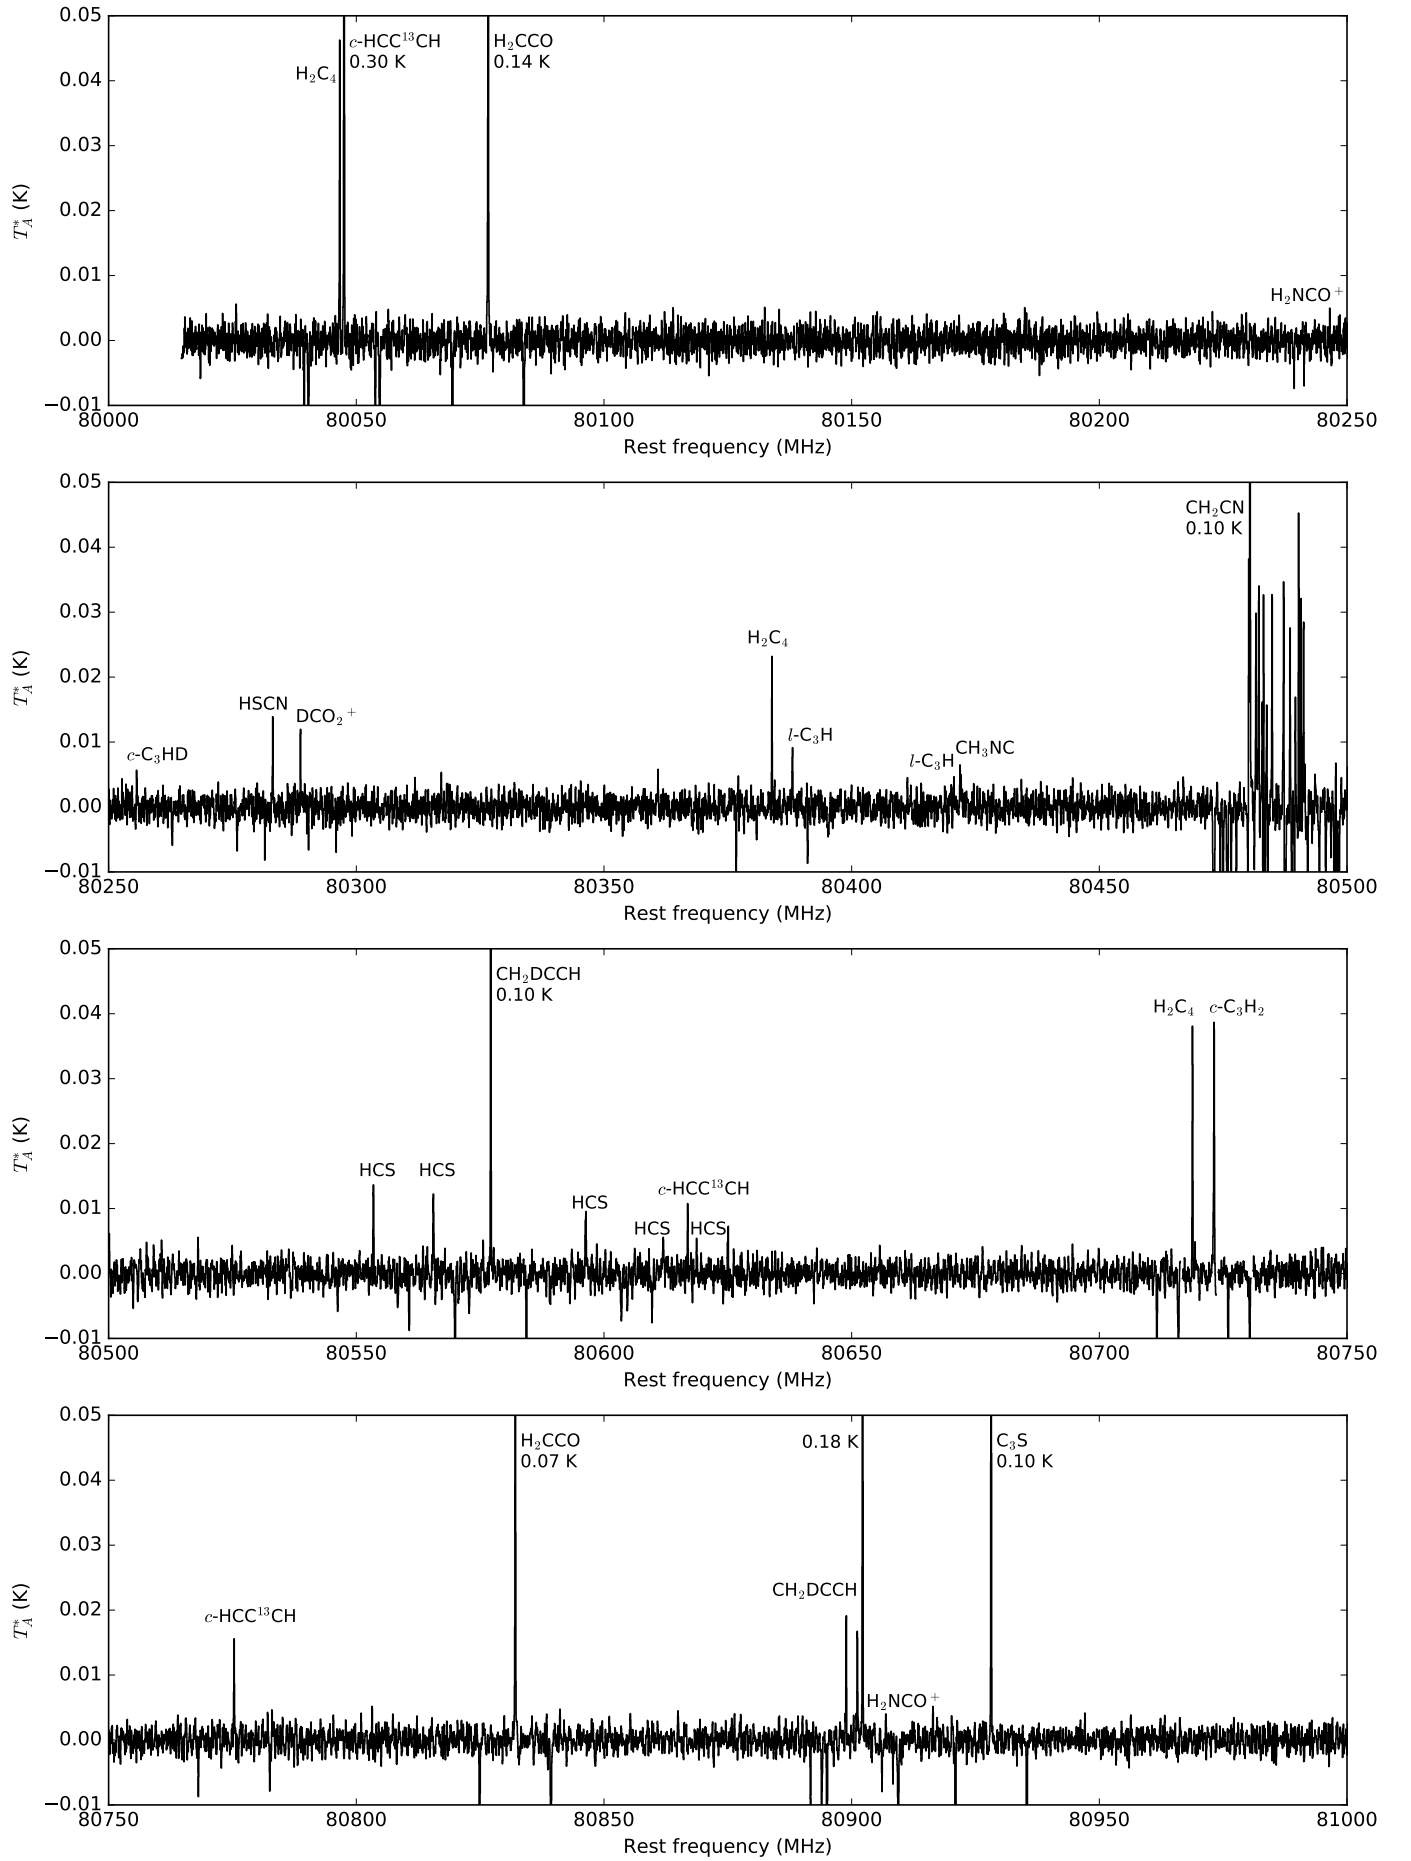 0.05
c-HCC¹³CH
H₂CCO
0.30 K
0.14 K
H₂C₄
0.04
0.03
0.02
0.01
H₂NCO⁺
0.00
−0.01
T*A (K)
80000 80050 80100 80150 80200 80250
Rest frequency (MHz)
0.05
CH₂CN
0.10 K
0.04
0.03
H₂C₄
0.02
HSCN
DCO₂⁺
l-C₃H
0.01
c-C₃HD
l-C₃H
CH₃NC
0.00
−0.01
T*A (K)
80250 80300 80350 80400 80450 80500
Rest frequency (MHz)
0.05
CH₂DCCH
0.10 K
0.04
H₂C₄
c-C₃H₂
0.03
0.02
HCS
HCS
c-HCC¹³CH
HCS
0.01
HCS
HCS
0.00
−0.01
T*A (K)
80500 80550 80600 80650 80700 80750
Rest frequency (MHz)
0.05
H₂CCO
0.07 K
0.18 K
C₃S
0.10 K
0.04
0.03
CH₂DCCH
0.02
c-HCC¹³CH
0.01
H₂NCO⁺
0.00
−0.01
T*A (K)
80750 80800 80850 80900 80950 81000
Rest frequency (MHz)